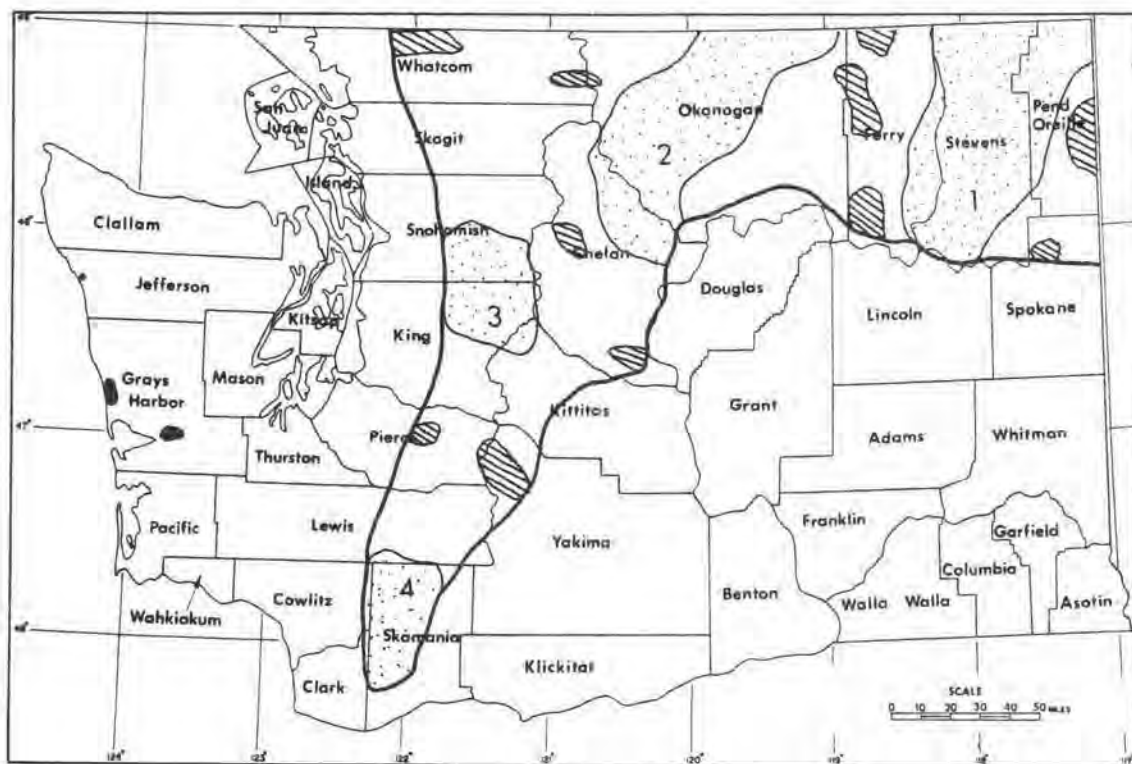 Whatcom
San
Juan
Skagit
Island
Okanogan
Ferry
Stevens
Pend
Oreille
2
1
Clallam
Snohomish
Chelan
Jefferson
3
Douglas
Kitsap
King
Lincoln
Spokane
Grays
Harbor
Mason
Kittitas
Grant
Pierce
Adams
Whitman
Thurston
Pacific
Lewis
Yakima
Franklin
Garfield
Columbia
4
Wahkiakum
Cowlitz
Skamania
Benton
Walla Walla
Asotin
Clark
Klickitat
SCALE
0 10 20 30 40 50 MILES
124° 123° 122° 121° 120° 119° 118° 117°